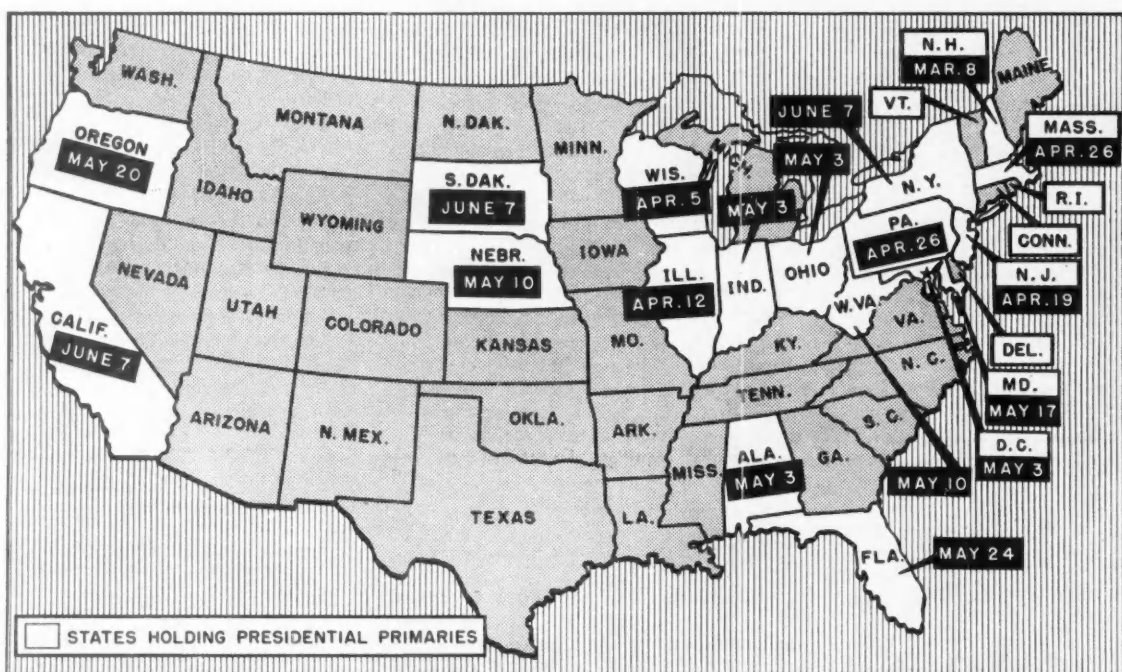 N.H.
MAR. 8
MAINE
WASH.
VT.
JUNE 7
MONTANA
N. DAK.
MINN.
MASS.
APR. 26
OREGON
MAY 20
MAY 3
WIS.
APR. 5
N.Y.
S. DAK.
JUNE 7
IDAHO
MICH.
MAY 3
R.I.
WYOMING
PA.
APR. 26
CONN.
NEBR.
MAY 10
IOWA
N.J.
APR. 19
NEVADA
ILL.
APR. 12
IND.
OHIO
UTAH
W. VA.
COLORADO
VA.
CALIF.
JUNE 7
KANSAS
MO.
KY.
DEL.
N. C.
MD.
MAY 17
TENN.
ARIZONA
N. MEX.
OKLA.
ARK.
S. C.
D.C.
MAY 3
ALA.
MAY 3
GA.
MISS.
MAY 10
TEXAS
LA.
FLA.
MAY 24
STATES HOLDING PRESIDENTIAL PRIMARIES